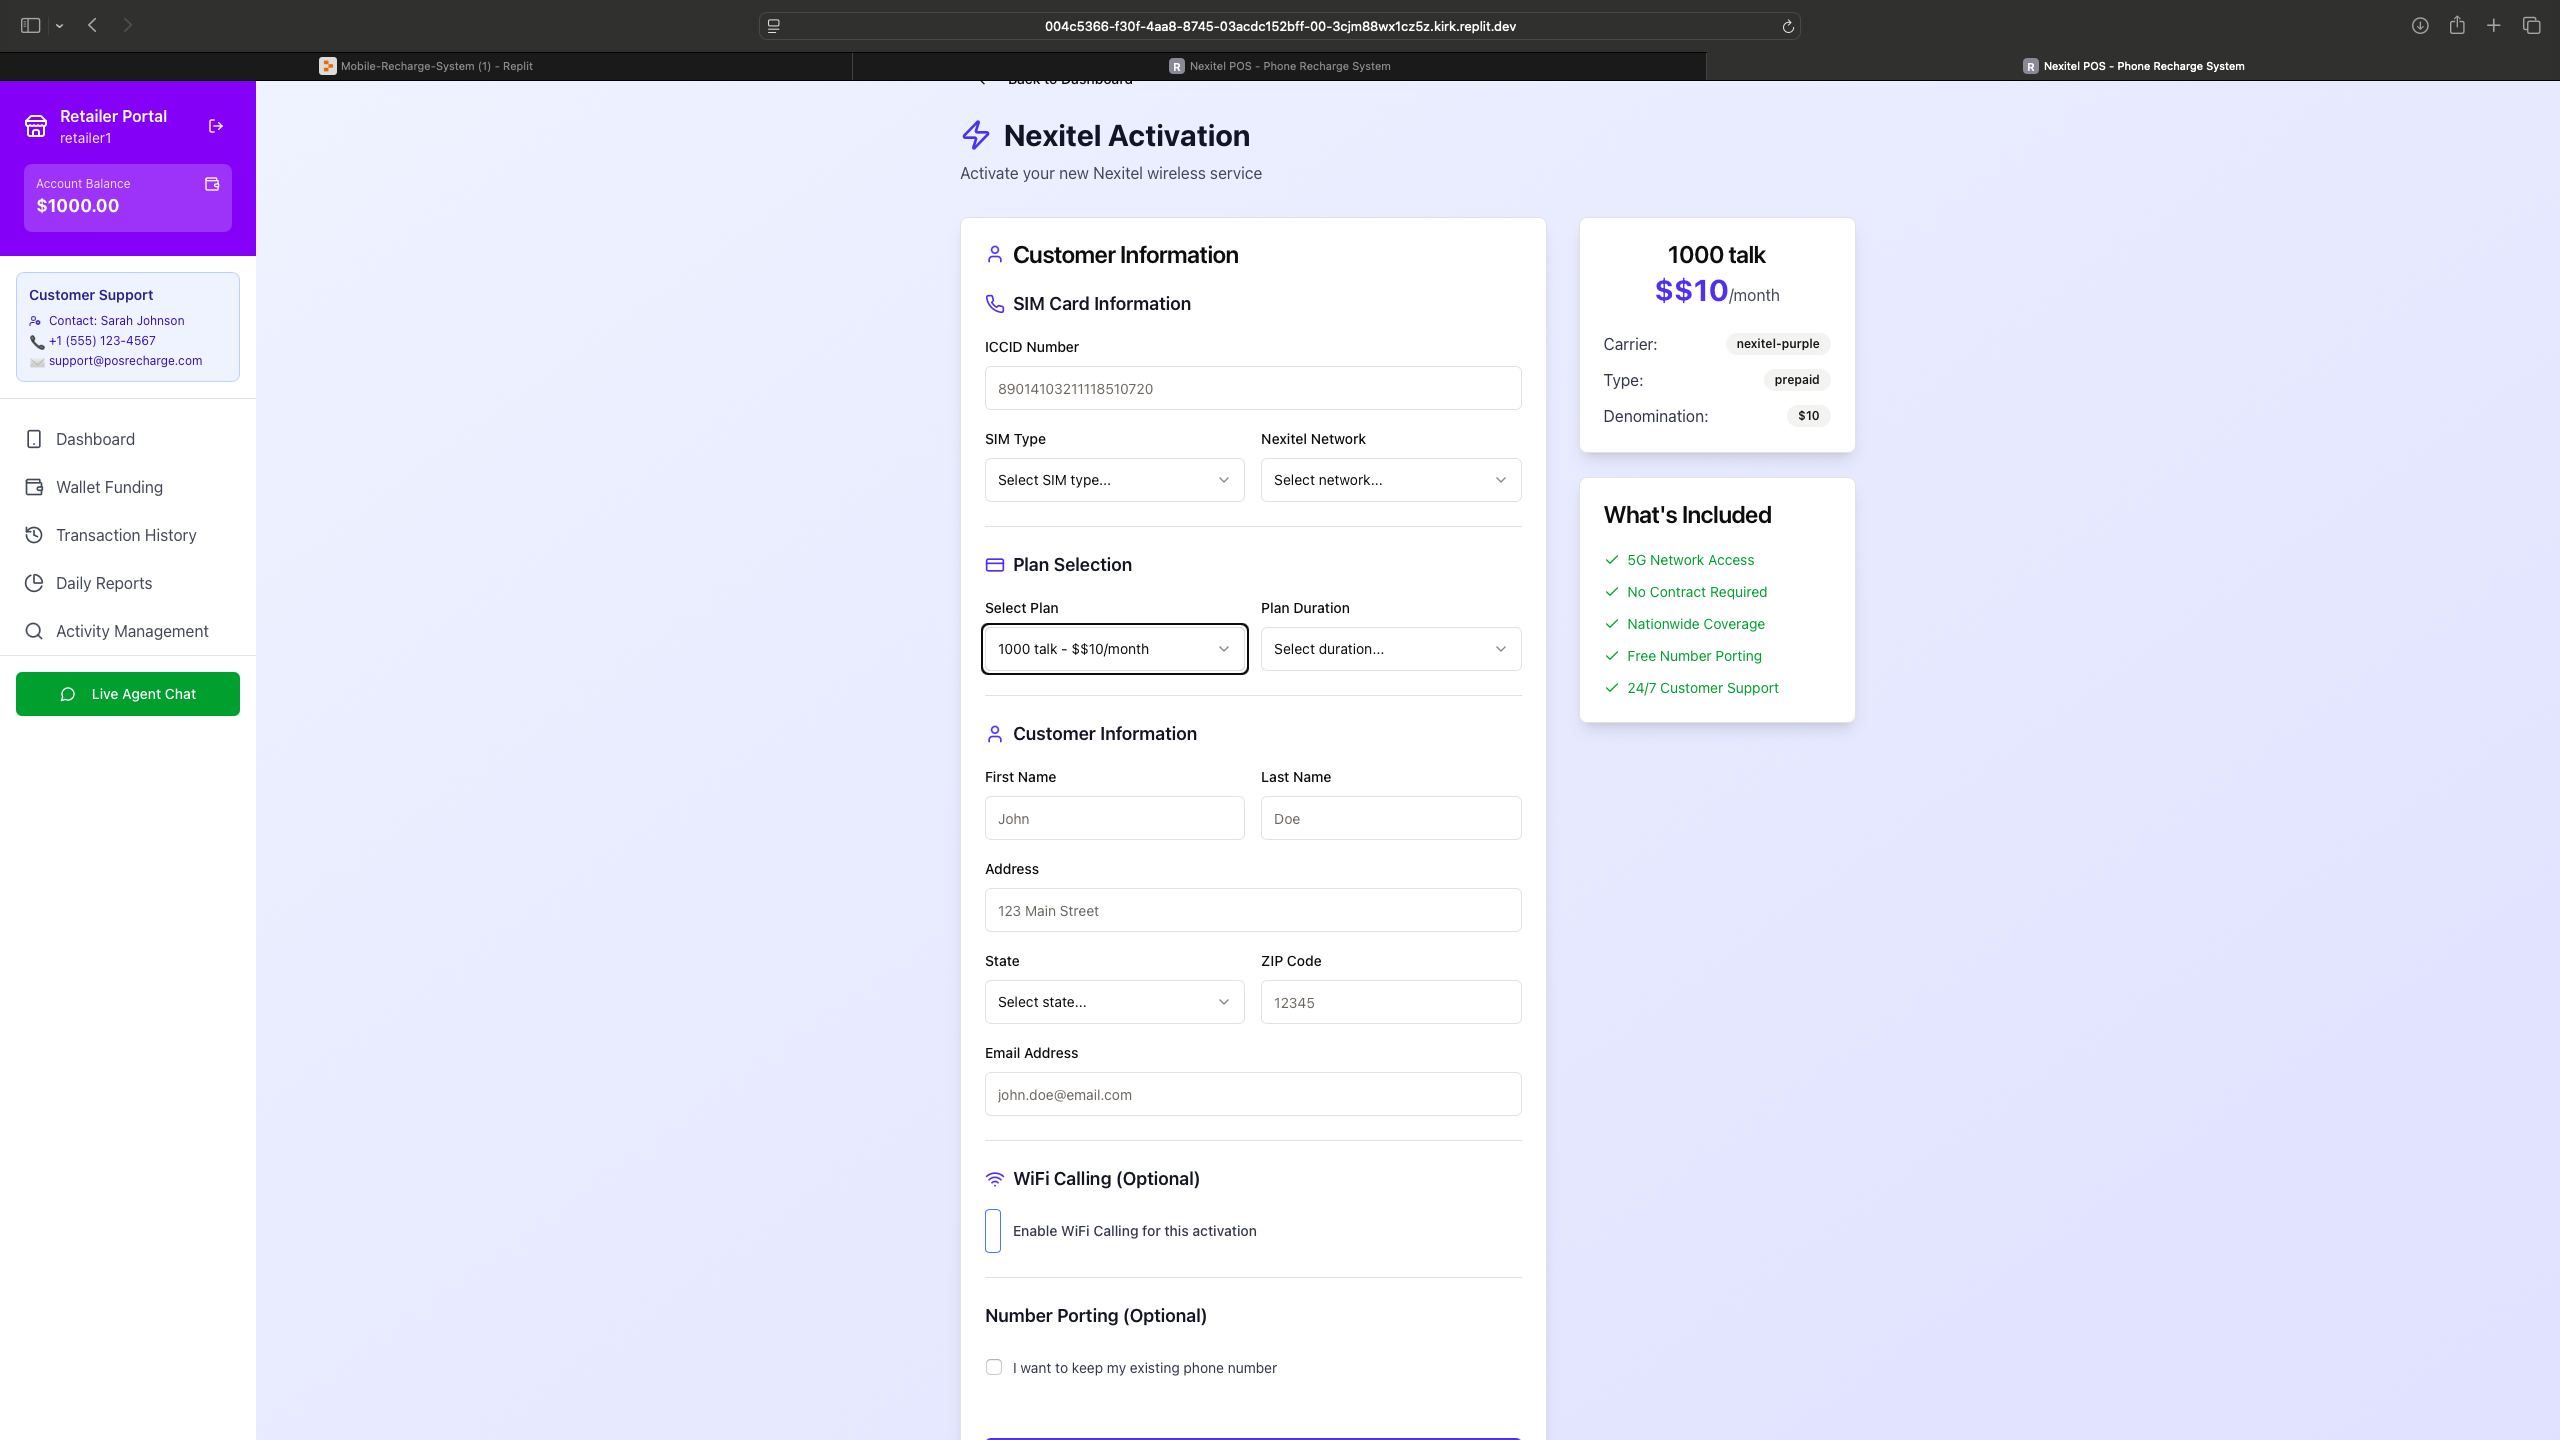 004c5366-f30f-4aa8-8745-03acdc152bff-00-3cjm88wx1cz5z.kirk.replit.dev
Mobile-Recharge-System (1) - Replit
R Nexitel POS - Phone Recharge System
R Nexitel POS - Phone Recharge System
Retailer Portal
retailer1
Account Balance
$1000.00
Customer Support
Contact: Sarah Johnson
+1 (555) 123-4567
support@posrecharge.com
Dashboard
Wallet Funding
Transaction History
Daily Reports
Activity Management
Live Agent Chat
Back to Dashboard
Nexitel Activation
Activate your new Nexitel wireless service
Customer Information
SIM Card Information
ICCID Number
89014103211118510720
SIM Type
Nexitel Network
Select SIM type...
Select network...
Plan Selection
Select Plan
Plan Duration
1000 talk - $$10/month
Select duration...
Customer Information
First Name
Last Name
John
Doe
Address
123 Main Street
State
ZIP Code
Select state...
12345
Email Address
john.doe@email.com
WiFi Calling (Optional)
Enable WiFi Calling for this activation
Number Porting (Optional)
I want to keep my existing phone number
1000 talk
$$10/month
Carrier: nexitel-purple
Type: prepaid
Denomination: $10
What's Included
5G Network Access
No Contract Required
Nationwide Coverage
Free Number Porting
24/7 Customer Support